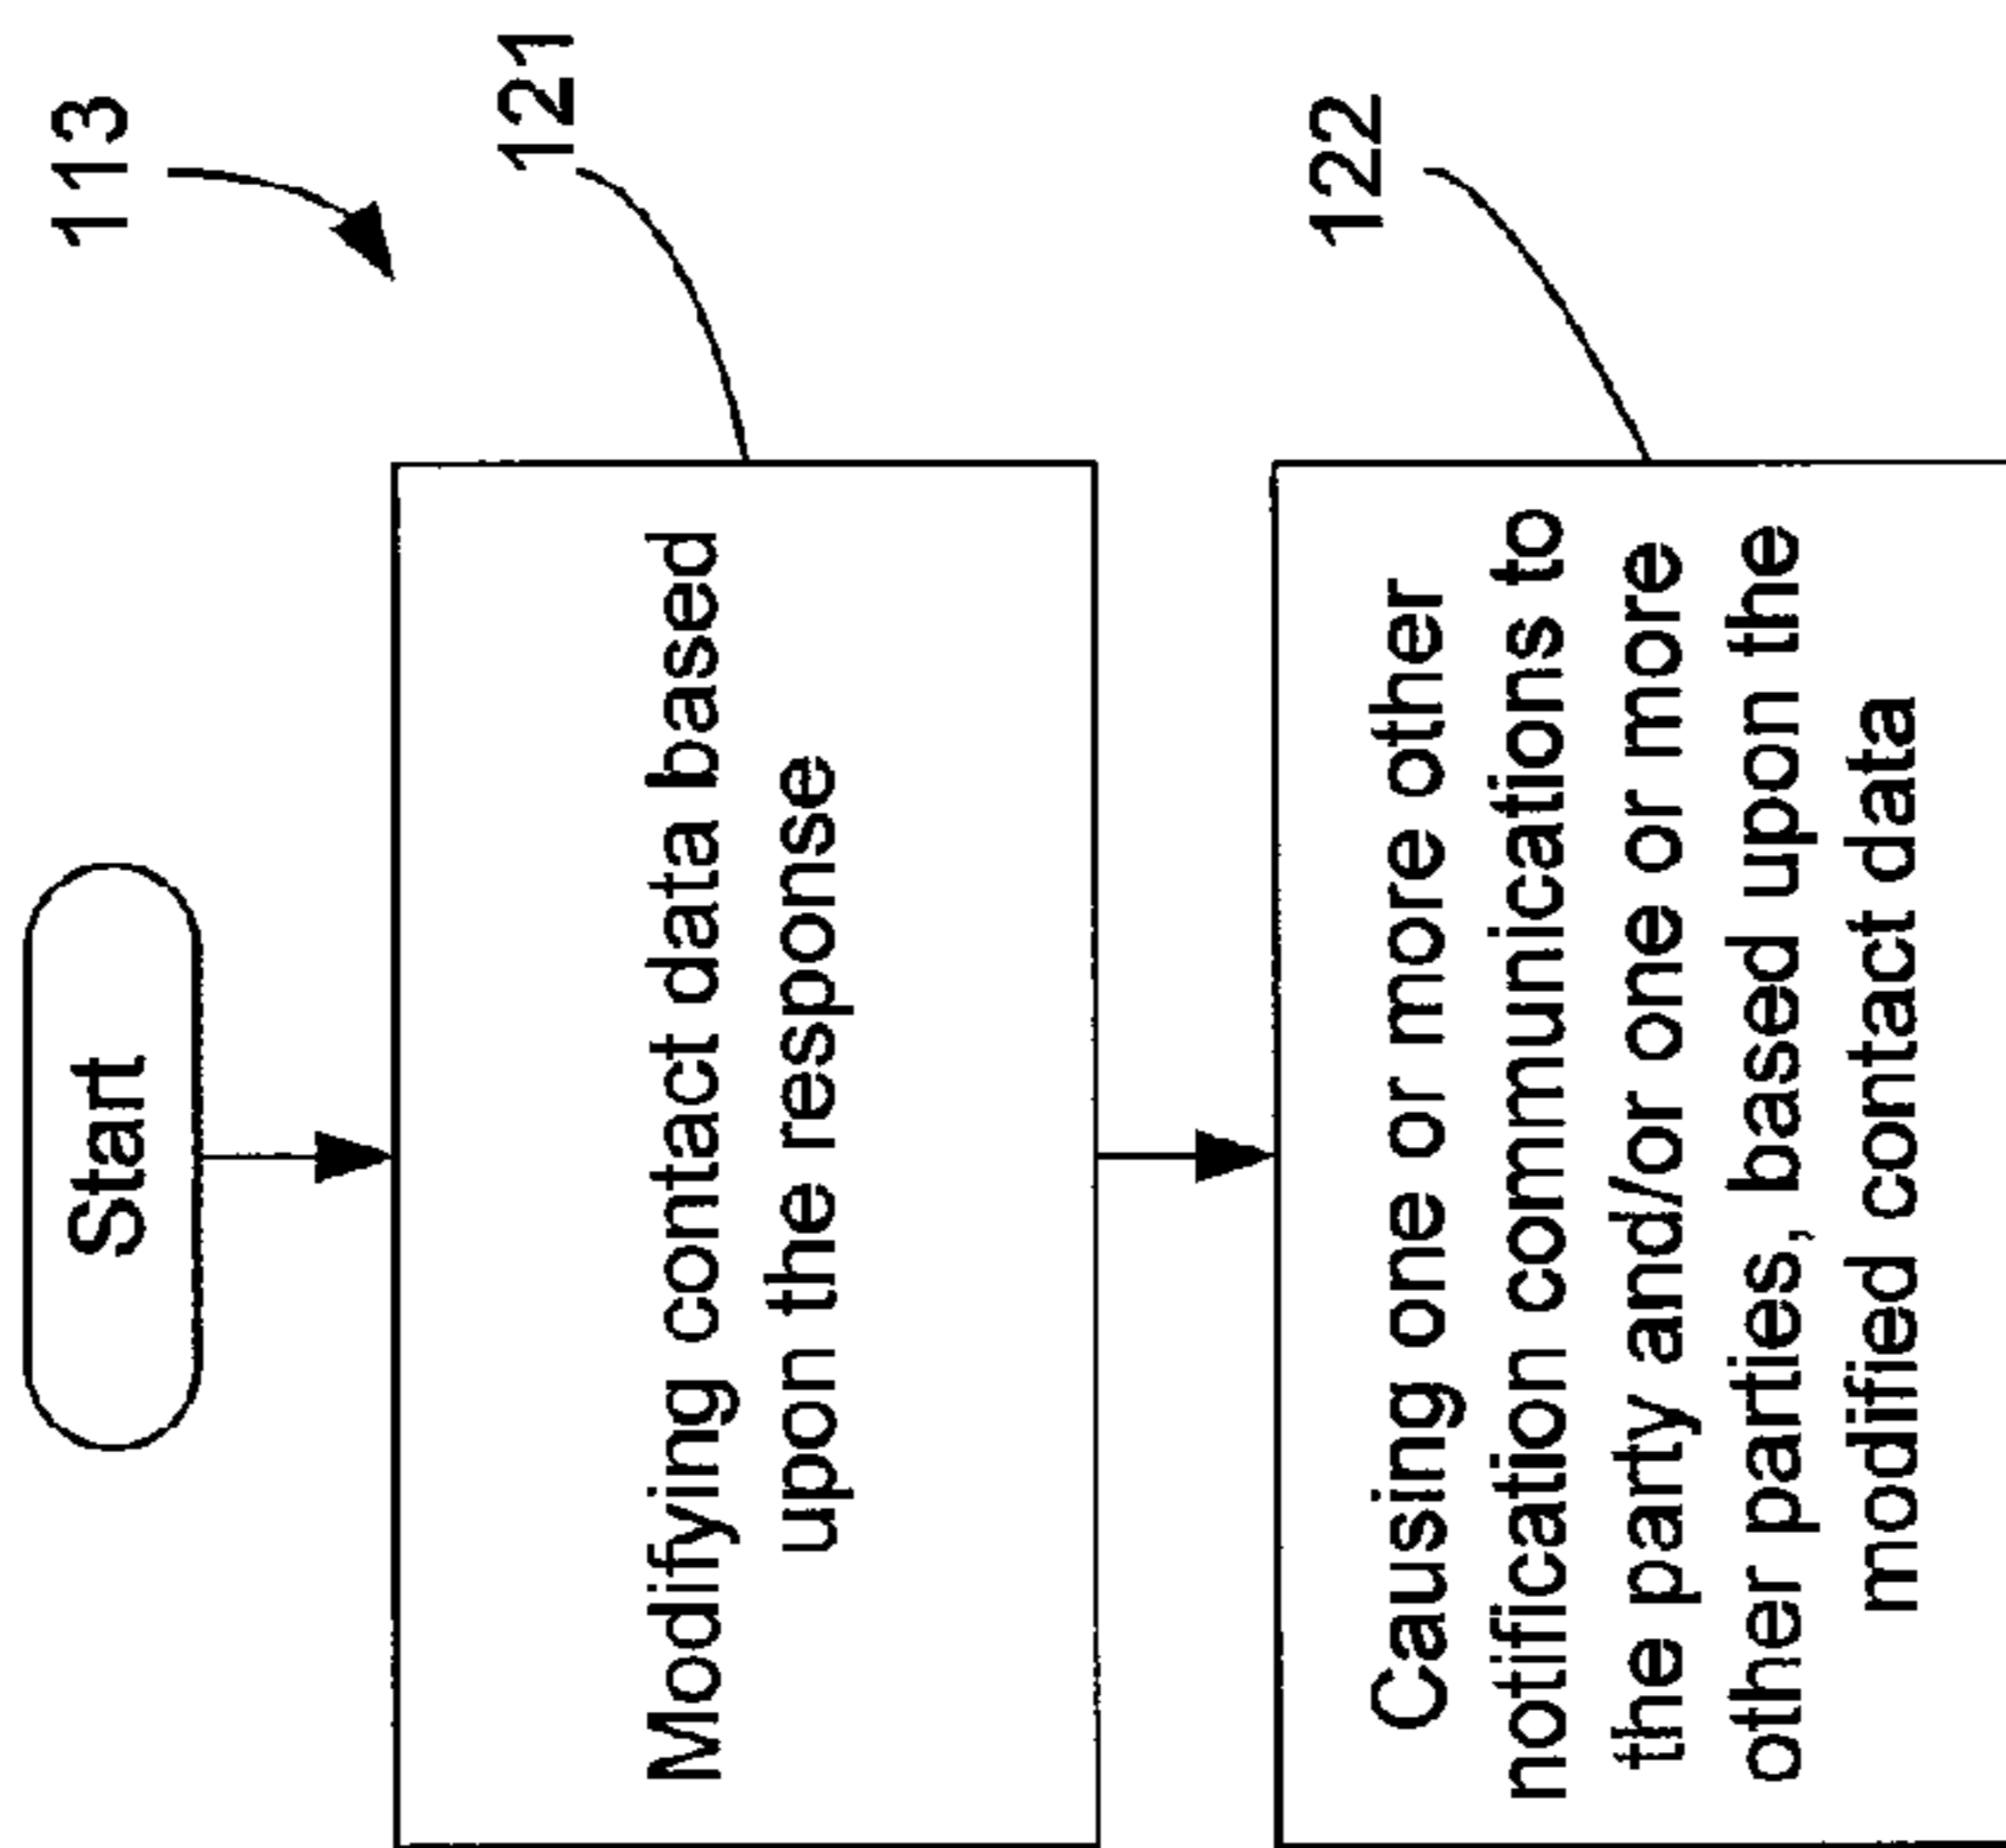 113
Start
121
Modifying contact data based
upon the response
122
Causing one or more other
notification communications to
the party and/or one or more
other parties, based upon the
modified contact data